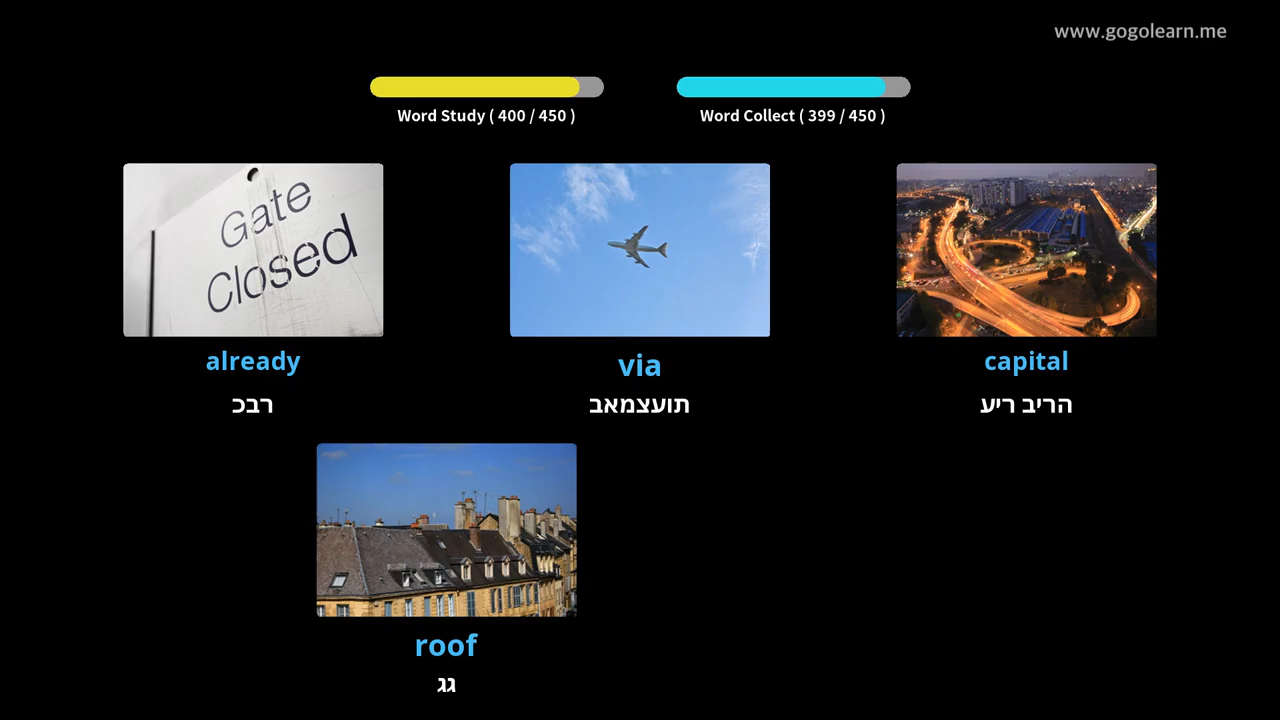 www.gogolearn.me
Word Study ( 400 / 450 )
Word Collect ( 399 / 450 )
Gate
Closed
already
via
capital
רבכ
תועצמאב
הריב ריע
roof
גג